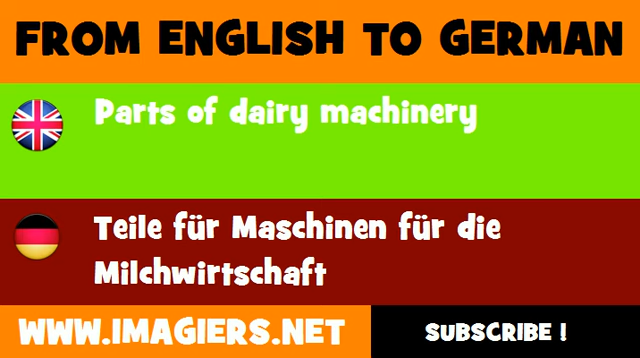 FROM ENGLISH TO GERMAN
Parts of dairy machinery
Teile für Maschinen für die
Milchwirtschaft
WWW.IMAGIERS.NET
SUBSCRIBE !